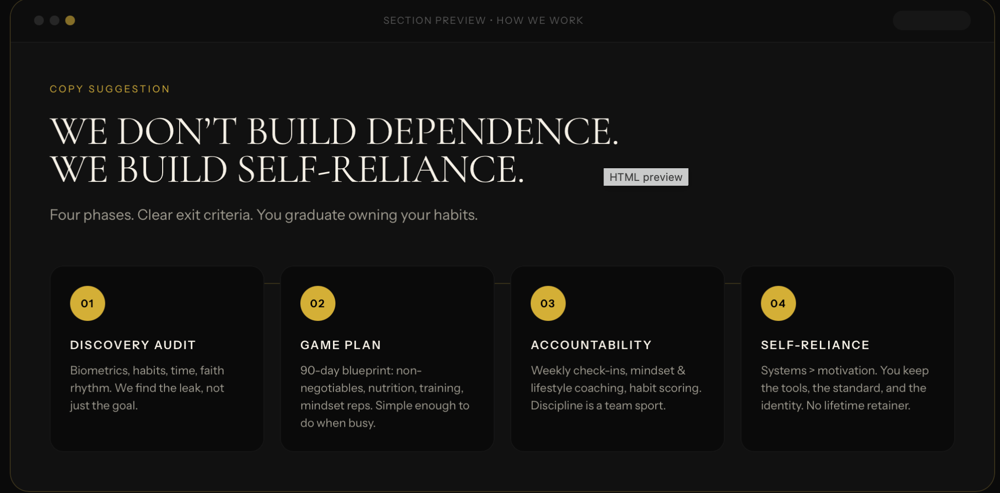 SECTION PREVIEW • HOW WE WORK
COPY SUGGESTION
WE DON’T BUILD DEPENDENCE.
WE BUILD SELF-RELIANCE.
HTML preview
Four phases. Clear exit criteria. You graduate owning your habits.
01
DISCOVERY AUDIT
Biometrics, habits, time, faith
rhythm. We find the leak, not
just the goal.
02
GAME PLAN
90-day blueprint: non-
negotiables, nutrition, training,
mindset reps. Simple enough to
do when busy.
03
ACCOUNTABILITY
Weekly check-ins, mindset &
lifestyle coaching, habit scoring.
Discipline is a team sport.
04
SELF-RELIANCE
Systems > motivation. You keep
the tools, the standard, and the
identity. No lifetime retainer.